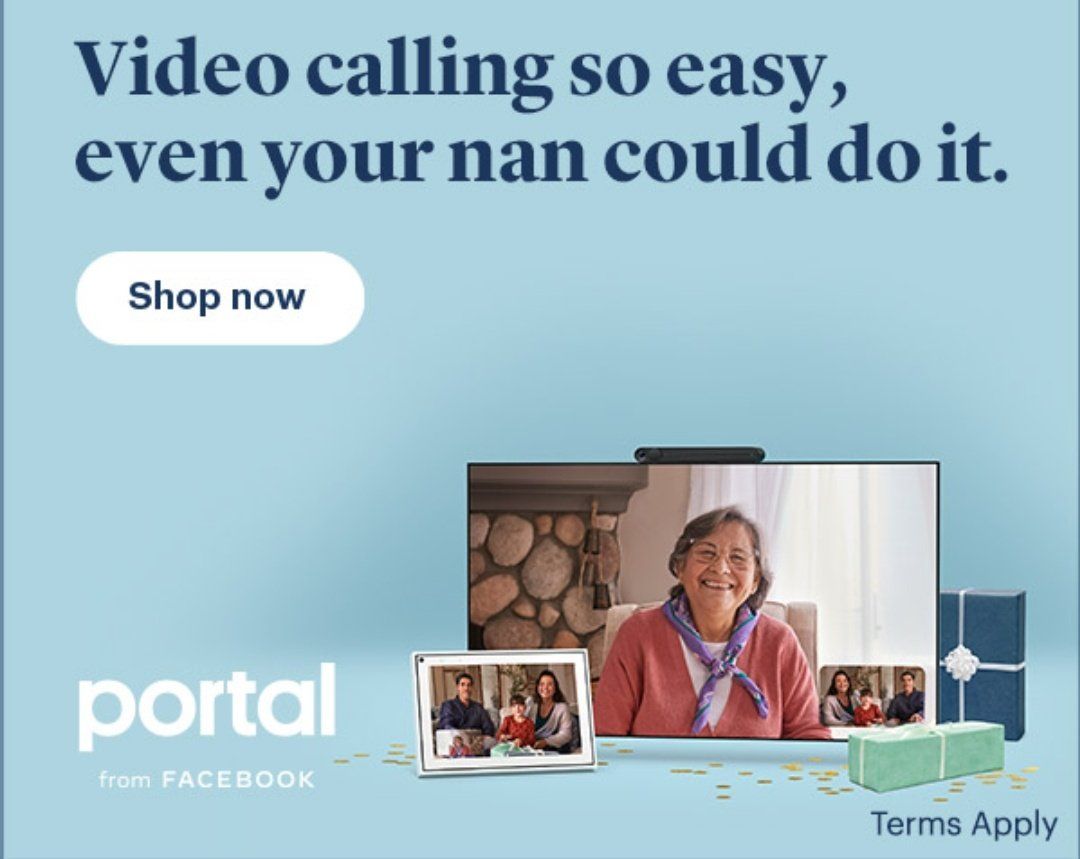 Video calling so easy,
even your nan could do it.
Shop now
portal
from FACEBOOK
Terms Apply